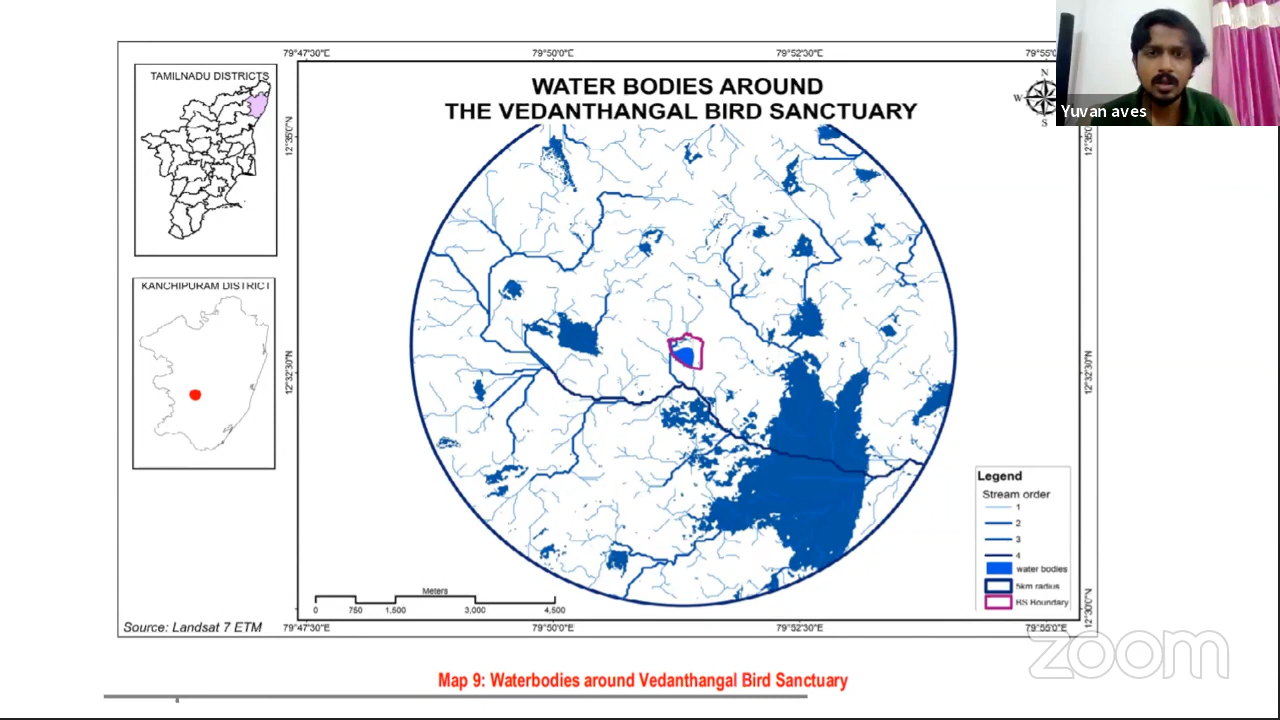 79°47'30"E
79°50'0"E
79°52'30"E
79°55'
TAMILNADU DISTRICTS
WATER BODIES AROUND
THE VEDANTHANGAL BIRD SANCTUARY
N
W
S
Yuvan aves
12°35'0"N
KANCHIPURAM DISTRICT
12°32'30"N
12°32'30"N
Legend
Stream order
1
2
3
4
water bodies
5km radius
BS Boundary
12°30'0"N
Meters
0
750
1,500
3,000
4,500
Source: Landsat 7 ETM
79°47'30"E
79°50'0"E
79°52'30"E
79°55'0"E
zoom
Map 9: Waterbodies around Vedanthangal Bird Sanctuary